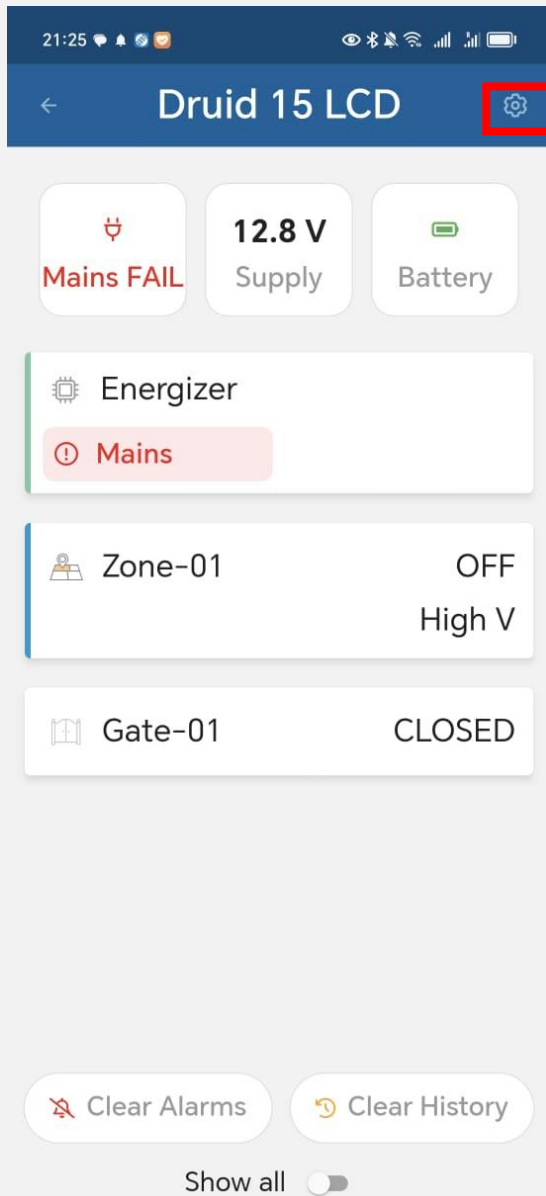 21:25
Druid 15 LCD
Mains FAIL
12.8 V
Supply
Battery
Energizer
Mains
Zone-01 OFF
High V
Gate-01 CLOSED
Clear Alarms
Clear History
Show all